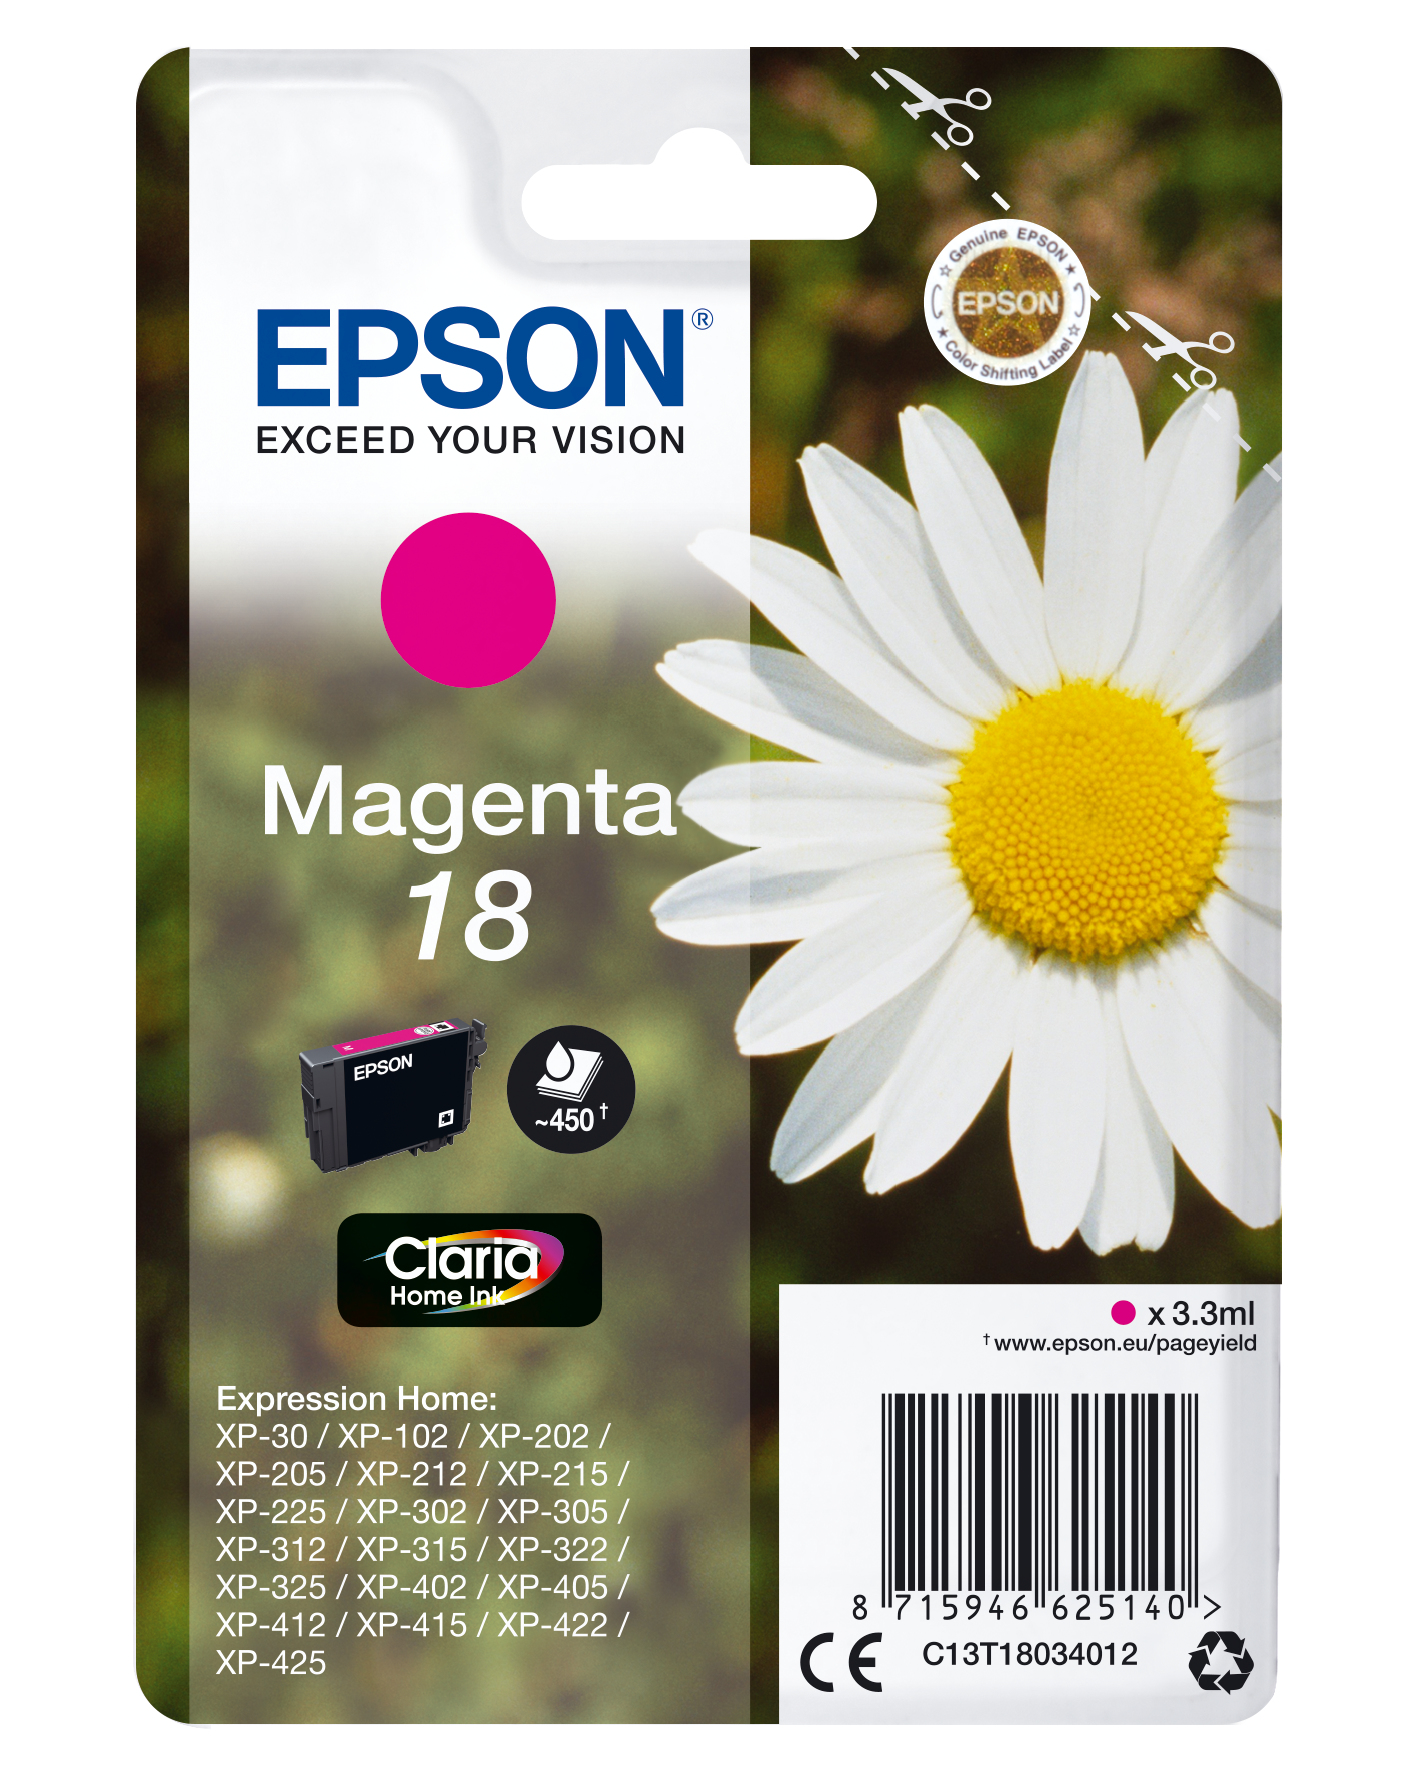 Genuine EPSON
EPSON
Color Shifting Label
EPSON®
EXCEED YOUR VISION
Magenta
18
M
EPSON
~450†
Claria
Home Ink
x 3.3ml
† www.epson.eu/pageyield
Expression Home:
XP-30 / XP-102 / XP-202 /
XP-205 / XP-212 / XP-215 /
XP-225 / XP-302 / XP-305 /
XP-312 / XP-315 / XP-322 /
XP-325 / XP-402 / XP-405 /
XP-412 / XP-415 / XP-422 /
XP-425
8 715946 625140 >
CE
C13T18034012